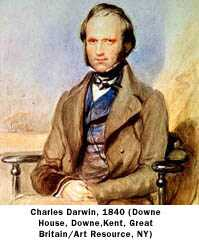 Charles Darwin, 1840 (Downe
House, Downe,Kent, Great
Britain/Art Resource, NY)